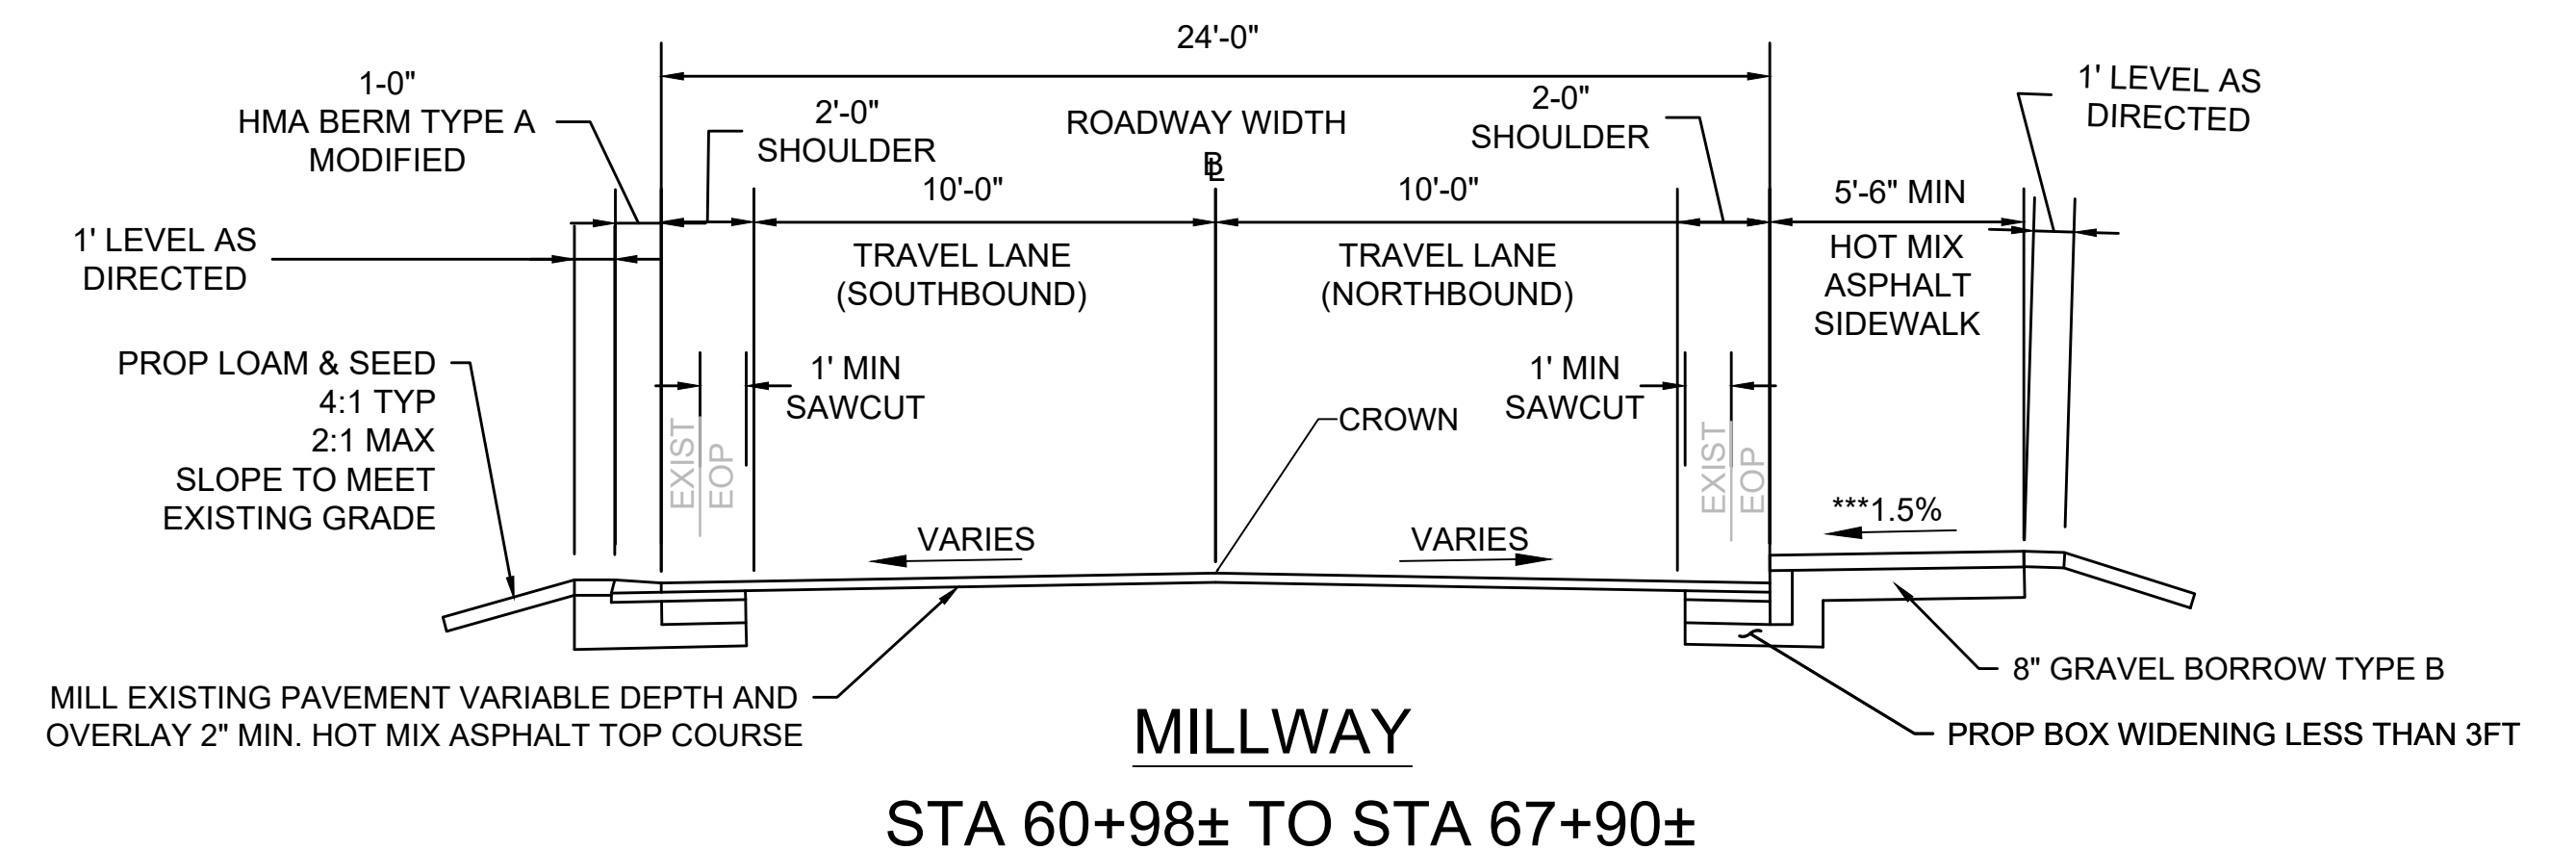 24'-0"
1-0"
HMA BERM TYPE A
MODIFIED
2'-0"
SHOULDER
ROADWAY WIDTH
B
L
2-0"
SHOULDER
1' LEVEL AS
DIRECTED
10'-0"
10'-0"
5'-6" MIN
1' LEVEL AS
DIRECTED
TRAVEL LANE
(SOUTHBOUND)
TRAVEL LANE
(NORTHBOUND)
HOT MIX
ASPHALT
SIDEWALK
PROP LOAM & SEED
4:1 TYP
2:1 MAX
SLOPE TO MEET
EXISTING GRADE
EXIST
EOP
1' MIN
SAWCUT
1' MIN
SAWCUT
EXIST
EOP
CROWN
VARIES
VARIES
***1.5%
MILL EXISTING PAVEMENT VARIABLE DEPTH AND
OVERLAY 2" MIN. HOT MIX ASPHALT TOP COURSE
8" GRAVEL BORROW TYPE B
PROP BOX WIDENING LESS THAN 3FT
MILLWAY
STA 60+98± TO STA 67+90±